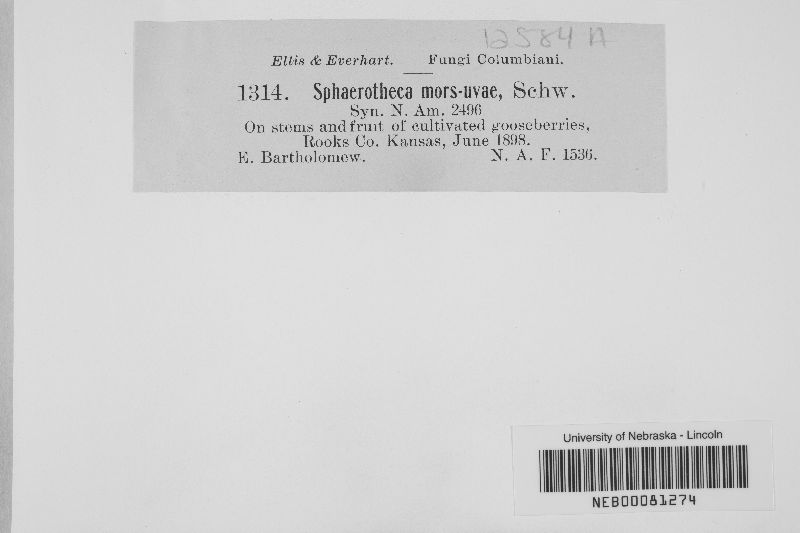 12584 A
Ellis & Everhart. Fungi Columbiani.
1314. Sphaerotheca mors-uvae, Schw.
Syn. N. Am. 2496
On stems and fruit of cultivated gooseberries,
Rooks Co. Kansas, June 1898.
E. Bartholomew. N. A. F. 1536.
University of Nebraska - Lincoln
NEB00081274